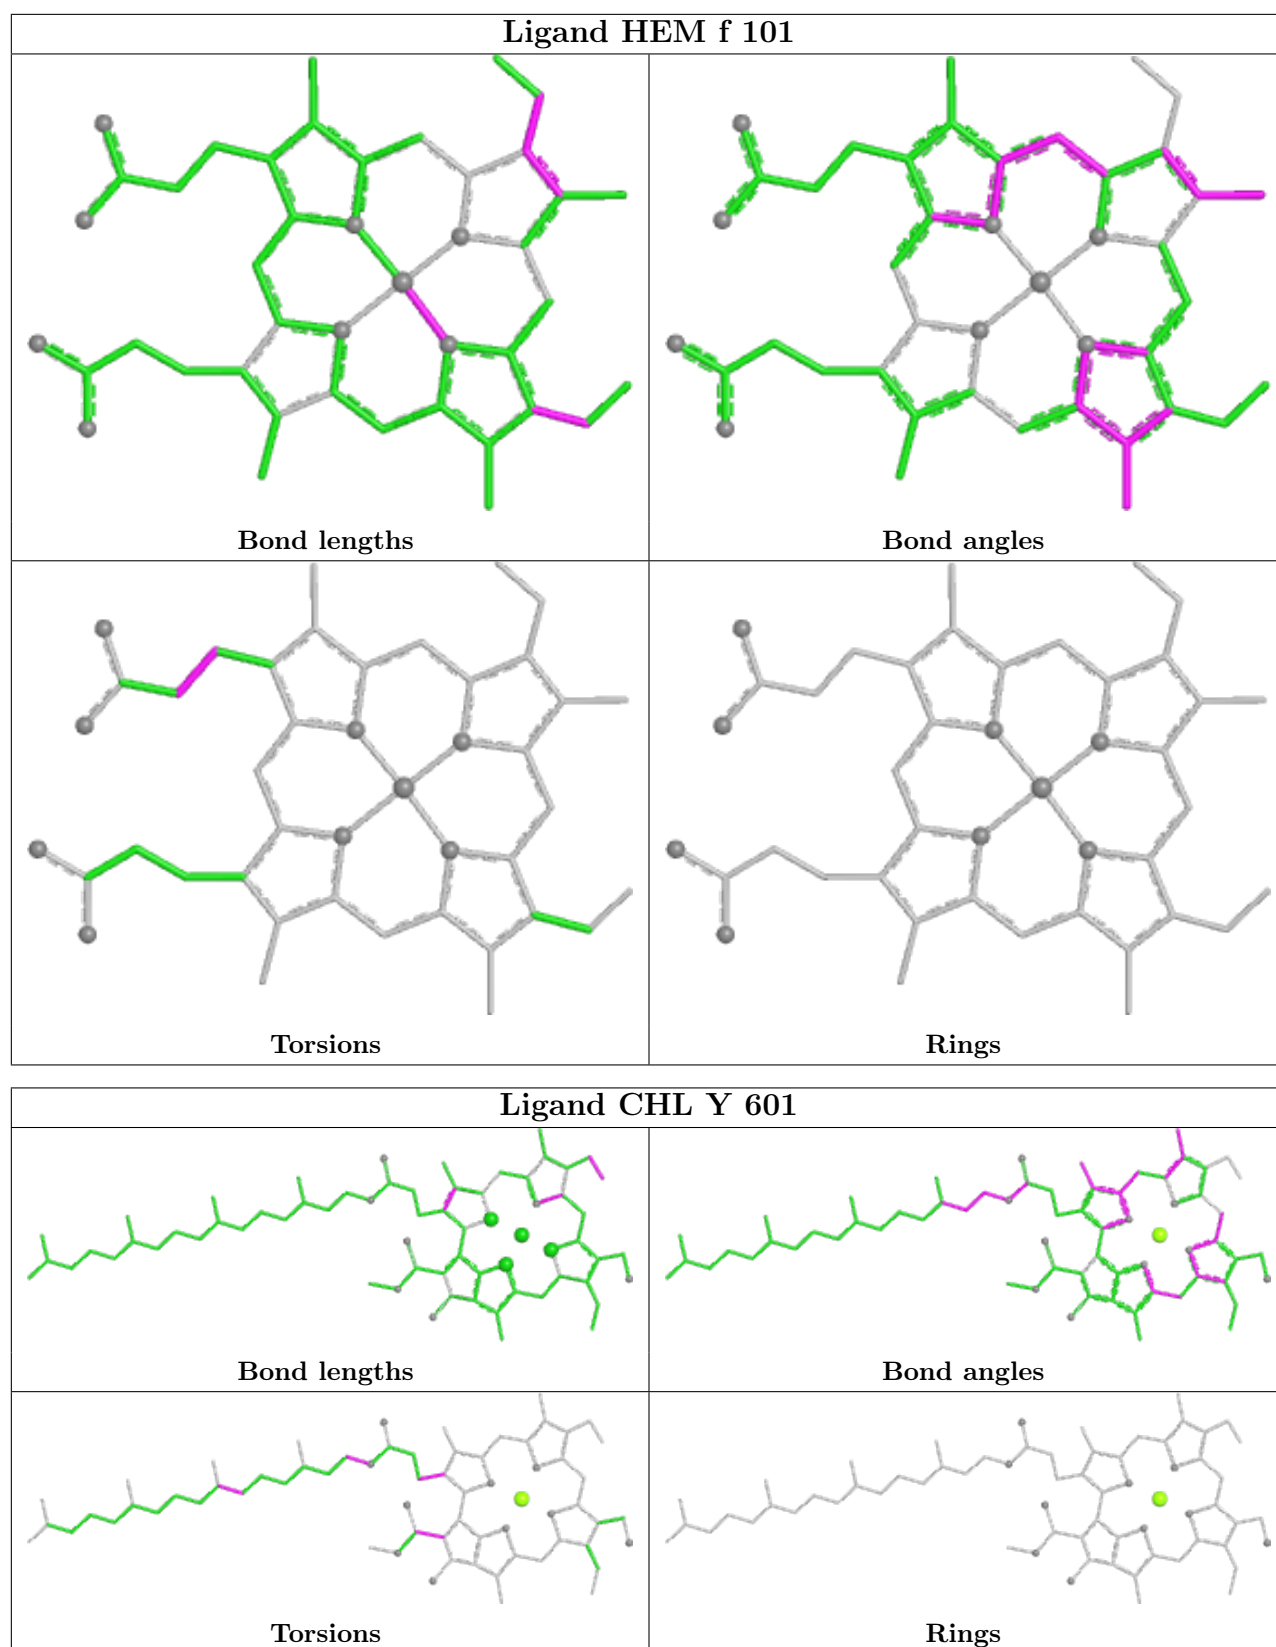 Ligand HEM f 101
Bond lengths
Bond angles
Torsions
Rings
Ligand CHL Y 601
Bond lengths
Bond angles
Torsions
Rings